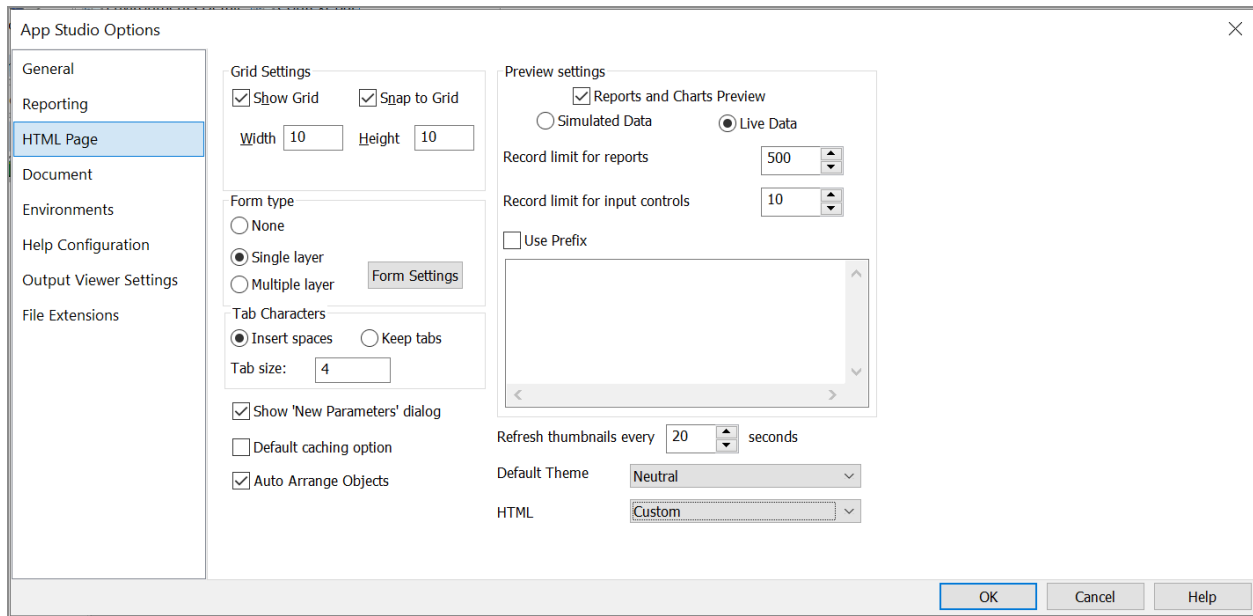 App Studio Options
General
Reporting
HTML Page
Document
Environments
Help Configuration
Output Viewer Settings
File Extensions
Grid Settings
Show Grid Snap to Grid
Width 10 Height 10
Form type
None
Single layer
Multiple layer
Form Settings
Tab Characters
Insert spaces Keep tabs
Tab size: 4
Show 'New Parameters' dialog
Default caching option
Auto Arrange Objects
Preview settings
Reports and Charts Preview
Simulated Data Live Data
Record limit for reports 500
Record limit for input controls 10
Use Prefix
Refresh thumbnails every 20 seconds
Default Theme Neutral
HTML Custom
OK Cancel Help